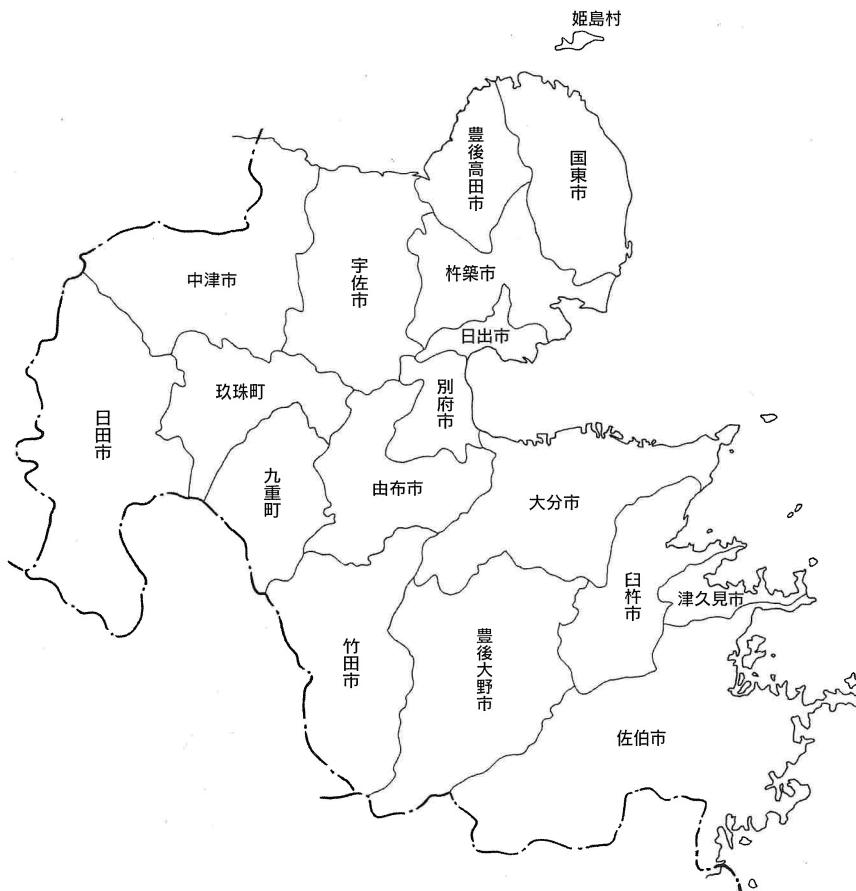 姫島村
豊後高田市
国東市
中津市
宇佐市
杵築市
日出市
玖珠町
別府市
日田市
九重町
由布市
大分市
臼杵市
津久見市
竹田市
豊後大野市
佐伯市